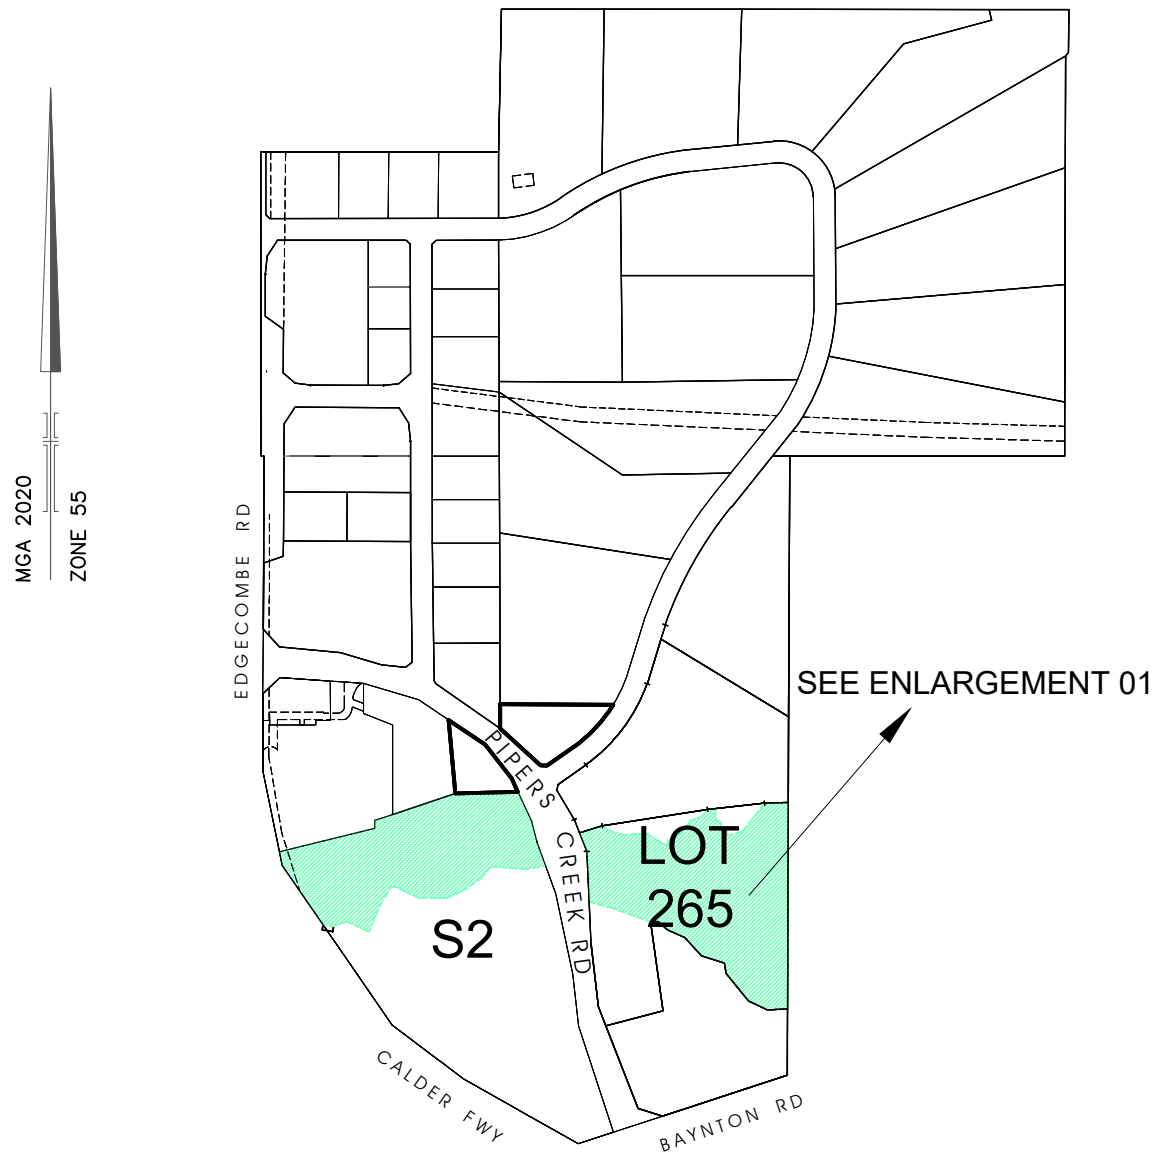 MGA 2020
ZONE 55
EDGECOMBE RD
SEE ENLARGEMENT 01
PIPERS CREEK RD
LOT
265
S2
CALDER FWY
BAYNTON RD